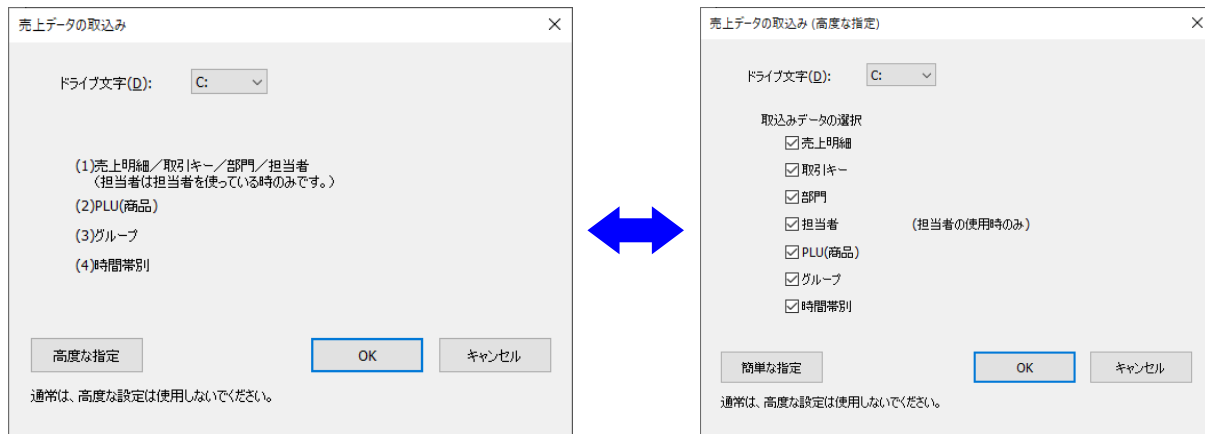 売上データの取込み
ドライブ文字(D):
C:
(1)売上明細／取引キー／部門／担当者
(担当者は担当者を使っている時のみです。)
(2)PLU(商品)
(3)グループ
(4)時間帯別
高度な指定
OK
キャンセル
通常は、高度な設定は使用しないでください。
売上データの取込み (高度な指定)
ドライブ文字(D):
C:
取込みデータの選択
売上明細
取引キー
部門
担当者 (担当者の使用時のみ)
PLU(商品)
グループ
時間帯別
簡単な指定
OK
キャンセル
通常は、高度な設定は使用しないでください。